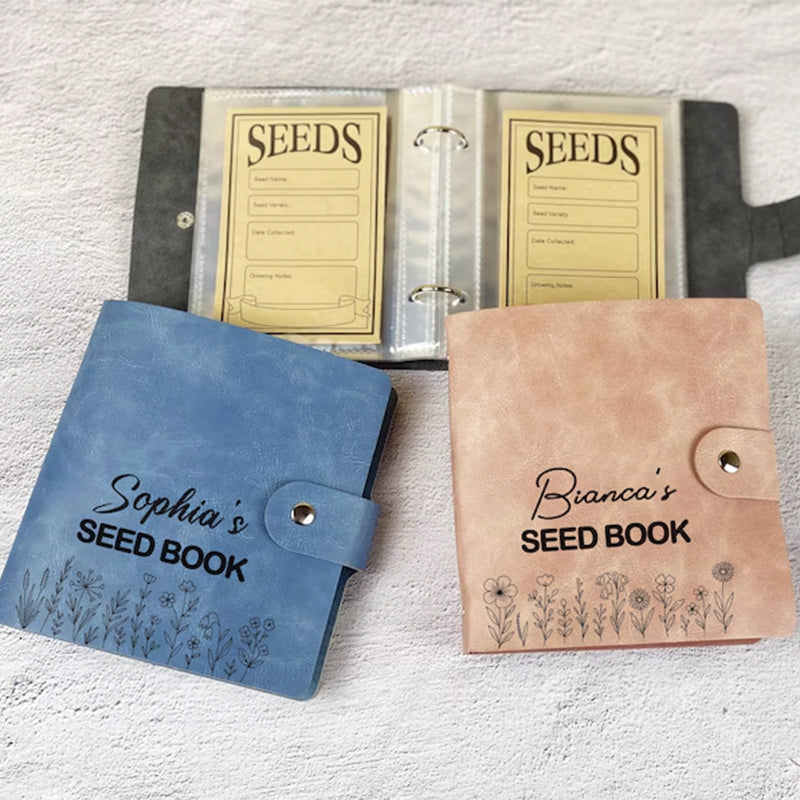 SEEDS
Seed Name:
Seed Variety:
Date Collected:
Growing Notes:
SEEDS
Seed Name:
Seed Variety:
Date Collected:
Growing Notes:
Sophia's
SEED BOOK
Bianca's
SEED BOOK